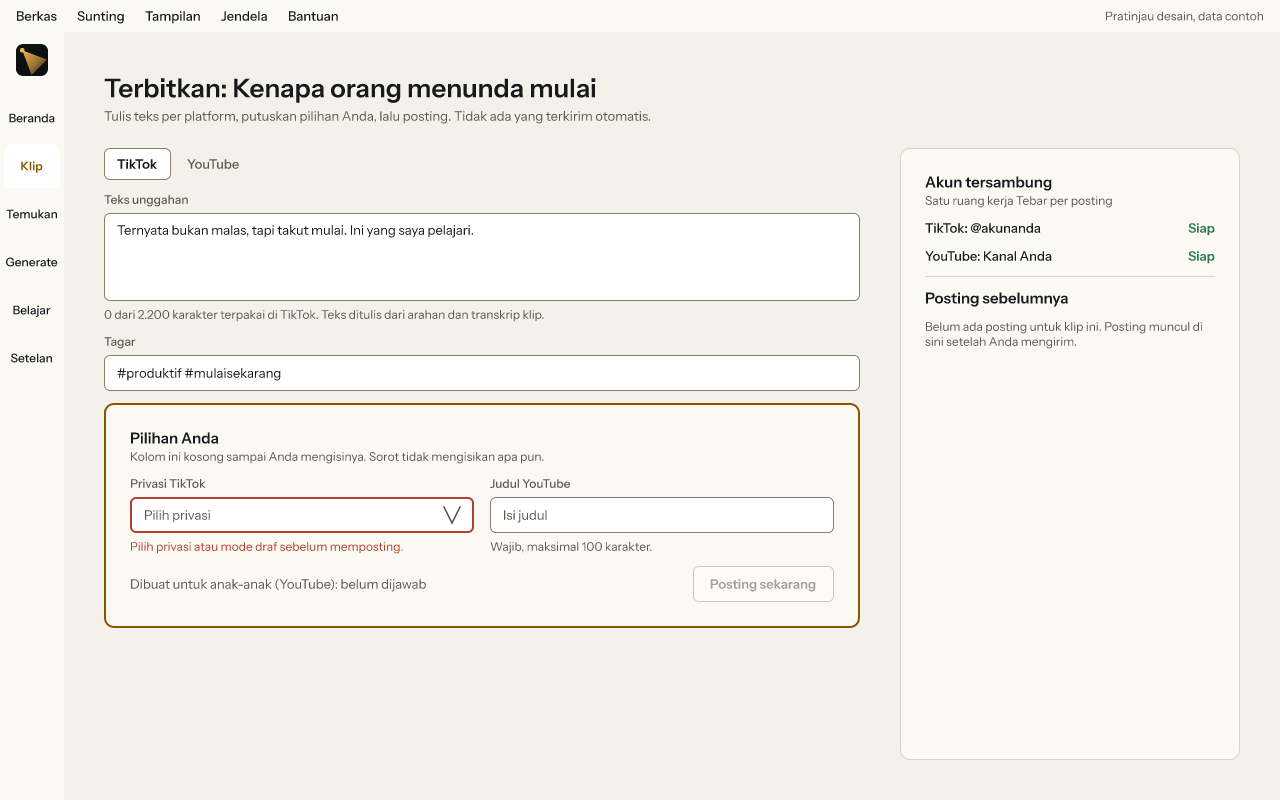 Berkas Sunting Tampilan Jendela Bantuan
Pratinjau desain, data contoh
Beranda
Klip
Temukan
Generate
Belajar
Setelan
Terbitkan: Kenapa orang menunda mulai
Tulis teks per platform, putuskan pilihan Anda, lalu posting. Tidak ada yang terkirim otomatis.
TikTok YouTube
Teks unggahan
Ternyata bukan malas, tapi takut mulai. Ini yang saya pelajari.
0 dari 2.200 karakter terpakai di TikTok. Teks ditulis dari arahan dan transkrip klip.
Tagar
#produktif #mulaisekarang
Pilihan Anda
Kolom ini kosong sampai Anda mengisinya. Sorot tidak mengisikan apa pun.
Privasi TikTok
Pilih privasi
Pilih privasi atau mode draf sebelum memposting.
Judul YouTube
Isi judul
Wajib, maksimal 100 karakter.
Dibuat untuk anak-anak (YouTube): belum dijawab
Posting sekarang
Akun tersambung
Satu ruang kerja Tebar per posting
TikTok: @akunanda Siap
YouTube: Kanal Anda Siap
Posting sebelumnya
Belum ada posting untuk klip ini. Posting muncul di
sini setelah Anda mengirim.